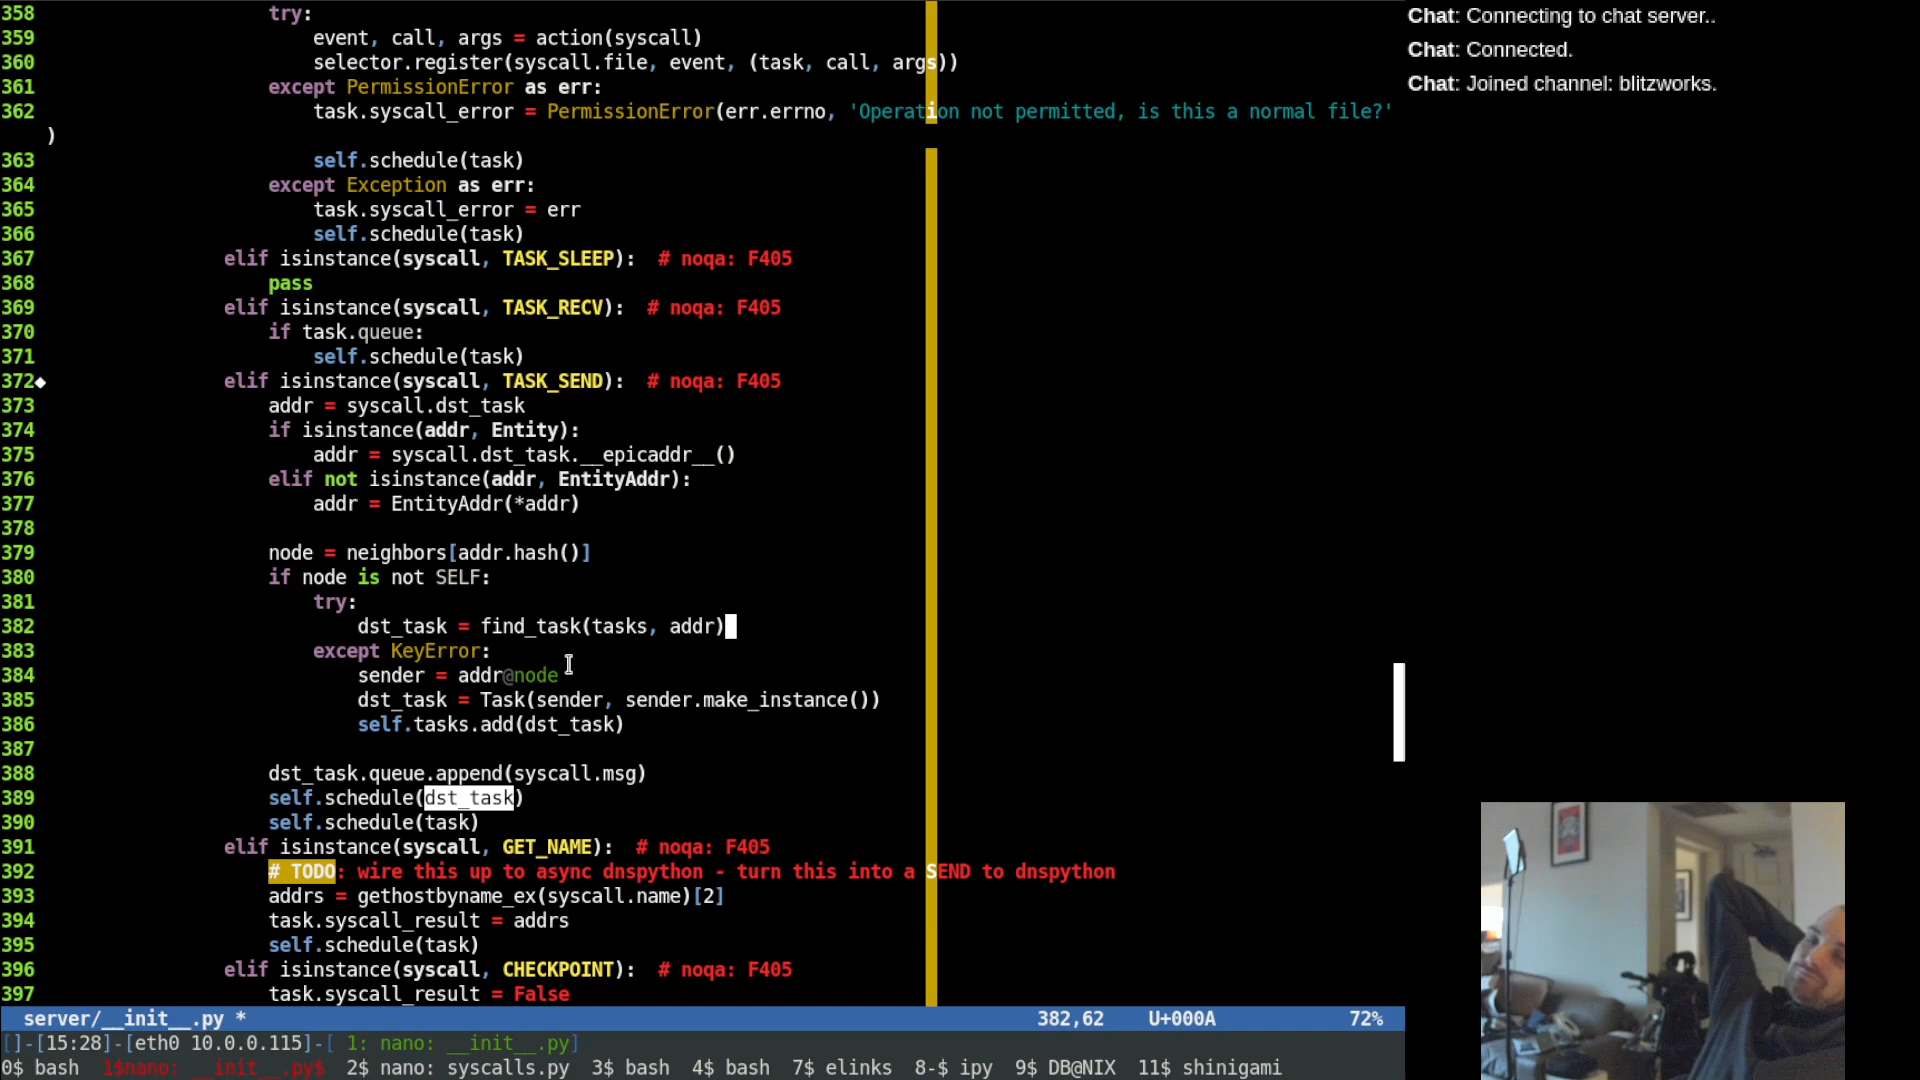 358                     try:
359                         event, call, args = action(syscall)
360                         selector.register(syscall.file, event, (task, call, args))
361                     except PermissionError as err:
362                         task.syscall_error = PermissionError(err.errno, 'Operation not permitted, is this a normal file?'
)
363                         self.schedule(task)
364                     except Exception as err:
365                         task.syscall_error = err
366                         self.schedule(task)
367                 elif isinstance(syscall, TASK_SLEEP):  # noqa: F405
368                     pass
369                 elif isinstance(syscall, TASK_RECV):  # noqa: F405
370                     if task.queue:
371                         self.schedule(task)
372◆                elif isinstance(syscall, TASK_SEND):  # noqa: F405
373                     addr = syscall.dst_task
374                     if isinstance(addr, Entity):
375                         addr = syscall.dst_task.__epicaddr__()
376                     elif not isinstance(addr, EntityAddr):
377                         addr = EntityAddr(*addr)
378
379                     node = neighbors[addr.hash()]
380                     if node is not SELF:
381                         try:
382                             dst_task = find_task(tasks, addr)
383                         except KeyError:
384                             sender = addr@node
385                             dst_task = Task(sender, sender.make_instance())
386                             self.tasks.add(dst_task)
387
388                     dst_task.queue.append(syscall.msg)
389                     self.schedule(dst_task)
390                     self.schedule(task)
391                 elif isinstance(syscall, GET_NAME):  # noqa: F405
392                     # TODO: wire this up to async dnspython - turn this into a SEND to dnspython
393                     addrs = gethostbyname_ex(syscall.name)[2]
394                     task.syscall_result = addrs
395                     self.schedule(task)
396                 elif isinstance(syscall, CHECKPOINT):  # noqa: F405
397                     task.syscall_result = False
server/__init__.py *    382,62    U+000A    72%
[]-[15:28]-[eth0 10.0.0.115]-[ 1: nano: __init__.py]
0$ bash  1$nano: __init__.py$  2$ nano: syscalls.py  3$ bash  4$ bash  7$ elinks  8-$ ipy  9$ DB@NIX  11$ shinigami
Chat: Connecting to chat server..
Chat: Connected.
Chat: Joined channel: blitzworks.